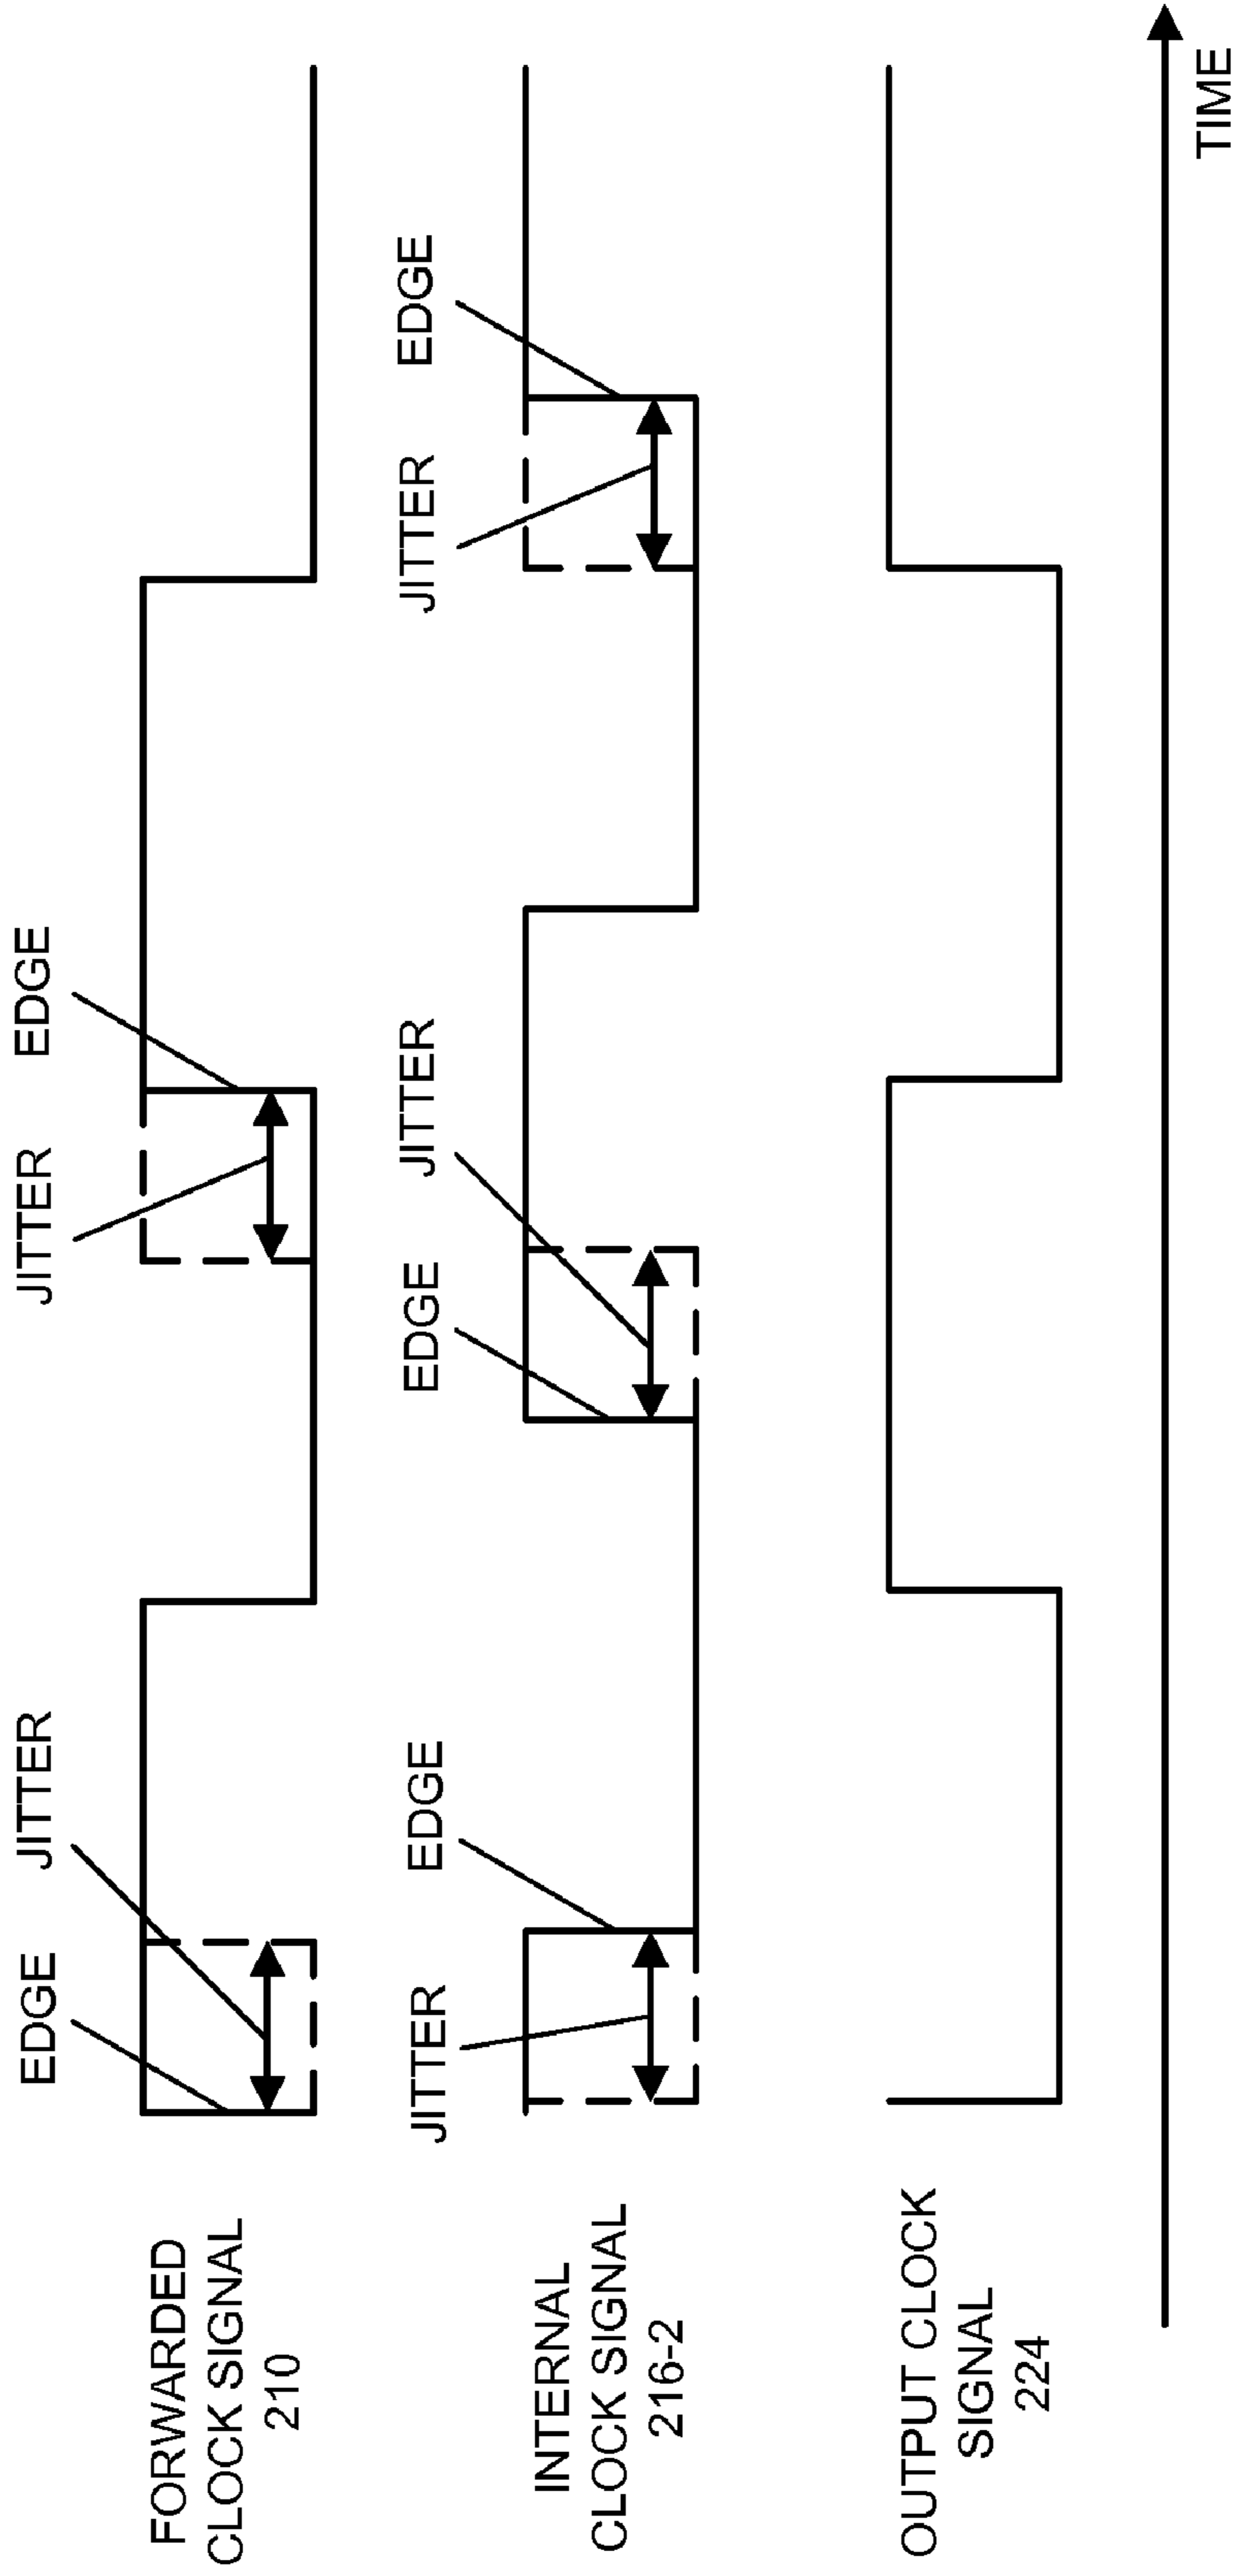 FORWARDED
CLOCK SIGNAL
210
EDGE
JITTER
JITTER
EDGE
INTERNAL
CLOCK SIGNAL
216-2
JITTER
EDGE
EDGE
JITTER
JITTER
EDGE
OUTPUT CLOCK
SIGNAL
224
TIME